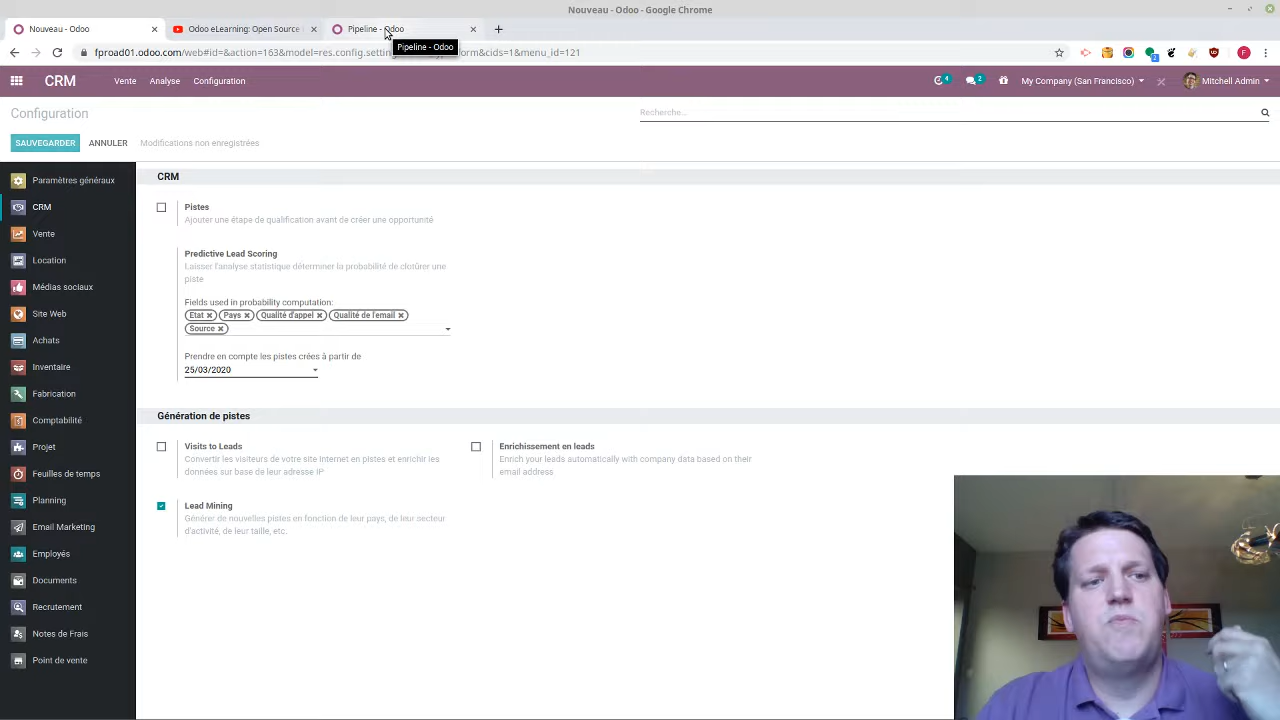 Nouveau - Odoo - Google Chrome
Nouveau - Odoo
Odoo eLearning: Open Source
Pipeline - Odoo
Pipeline - Odoo
CRM
Vente
Analyse
Configuration
4
2
My Company (San Francisco)
Mitchell Admin
Configuration
Recherche...
SAUVEGARDER
ANNULER
Modifications non enregistrées
Paramètres généraux
CRM
Vente
Location
Médias sociaux
Site Web
Achats
Inventaire
Fabrication
Comptabilité
Projet
Feuilles de temps
Planning
Email Marketing
Employés
Documents
Recrutement
Notes de Frais
Point de vente
CRM
Pistes
Ajouter une étape de qualification avant de créer une opportunité
Predictive Lead Scoring
Laisser l'analyse statistique déterminer la probabilité de clotûrer une
piste
Fields used in probability computation:
Etat Pays Qualité d'appel Qualité de l'email
Source
Prendre en compte les pistes crées à partir de
25/03/2020
Génération de pistes
Visits to Leads
Convertir les visiteurs de votre site Internet en pistes et enrichir les
données sur base de leur adresse IP
Enrichissement en leads
Enrich your leads automatically with company data based on their
email address
Lead Mining
Générer de nouvelles pistes en fonction de leur pays, de leur secteur
d'activité, de leur taille, etc.